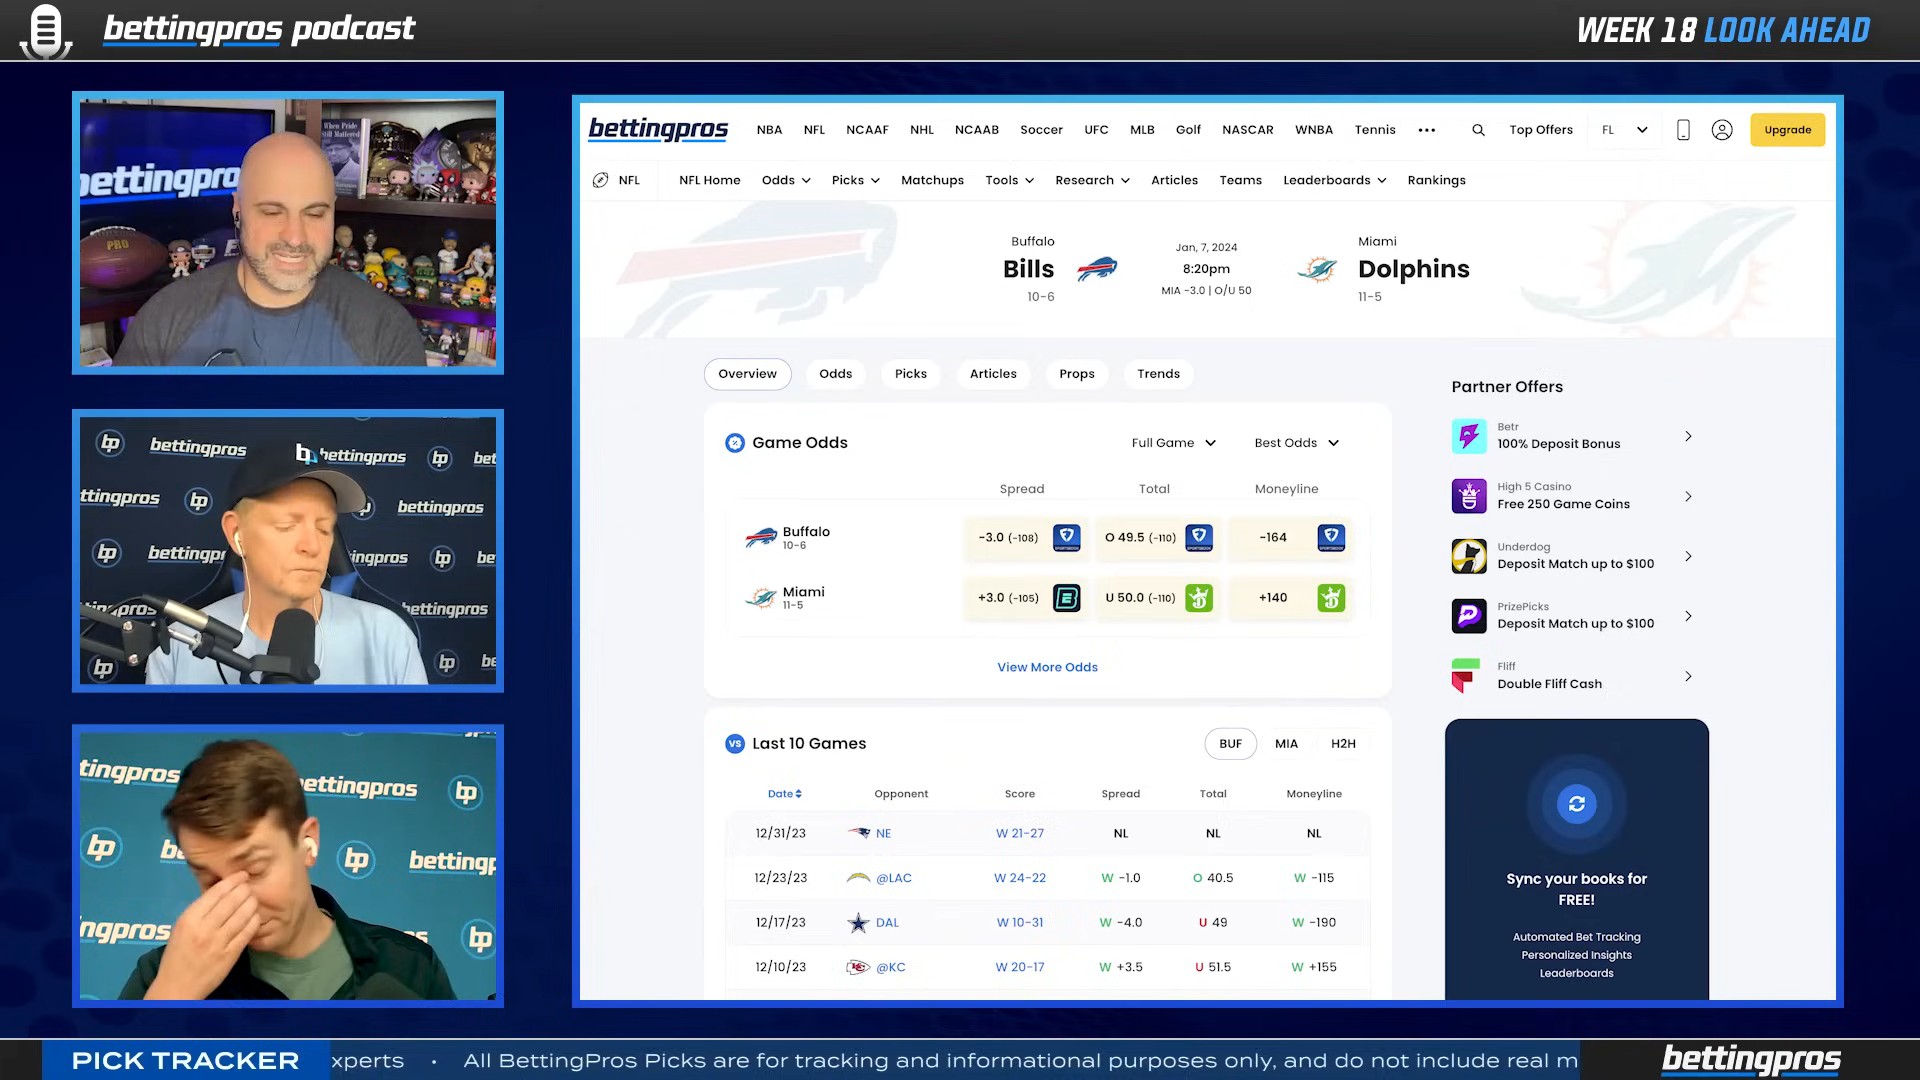 bettingpros podcast
WEEK 18 LOOK AHEAD
bettingpros
NBA NFL NCAAF NHL NCAAB Soccer UFC MLB Golf NASCAR WNBA Tennis ••• Top Offers FL Upgrade
NFL NFL Home Odds Picks Matchups Tools Research Articles Teams Leaderboards Rankings
Buffalo
Bills
10-6
Jan, 7, 2024
8:20pm
MIA -3.0 | O/U 50
Miami
Dolphins
11-5
Overview Odds Picks Articles Props Trends
Game Odds Full Game Best Odds
Spread Total Moneyline
Buffalo
10-6
-3.0 (-108) O 49.5 (-110) -164
Miami
11-5
+3.0 (-105) U 50.0 (-110) +140
View More Odds
VS Last 10 Games BUF MIA H2H
Date Opponent Score Spread Total Moneyline
12/31/23 NE W 21-27 NL NL NL
12/23/23 @LAC W 24-22 W -1.0 O 40.5 W -115
12/17/23 DAL W 10-31 W -4.0 U 49 W -190
12/10/23 @KC W 20-17 W +3.5 U 51.5 W +155
Partner Offers
Betr
100% Deposit Bonus
High 5 Casino
Free 250 Game Coins
Underdog
Deposit Match up to $100
PrizePicks
Deposit Match up to $100
Fliff
Double Fliff Cash
Sync your books for
FREE!
Automated Bet Tracking
Personalized Insights
Leaderboards
PICK TRACKER
xperts • All BettingPros Picks are for tracking and informational purposes only, and do not include real m
bettingpros